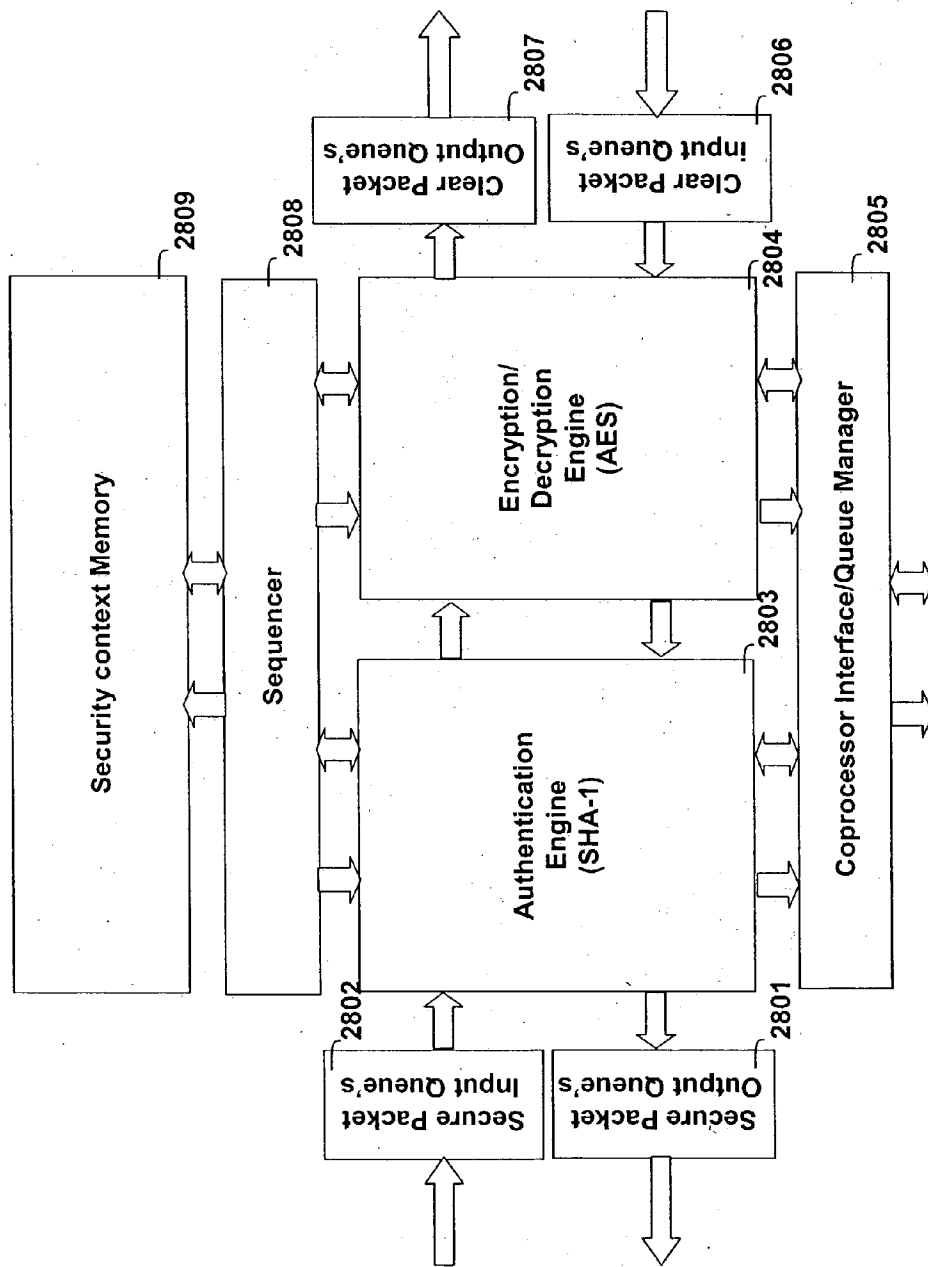 Security context Memory
2809
Sequencer
2808
Secure Packet
Input Queue's
2802
Clear Packet
Output Queue's
2807
Authentication
Engine
(SHA-1)
2803
Encryption/
Decryption
Engine
(AES)
2804
Secure Packet
Output Queue's
2801
Clear Packet
input Queue's
2806
Coprocessor Interface/Queue Manager
2805